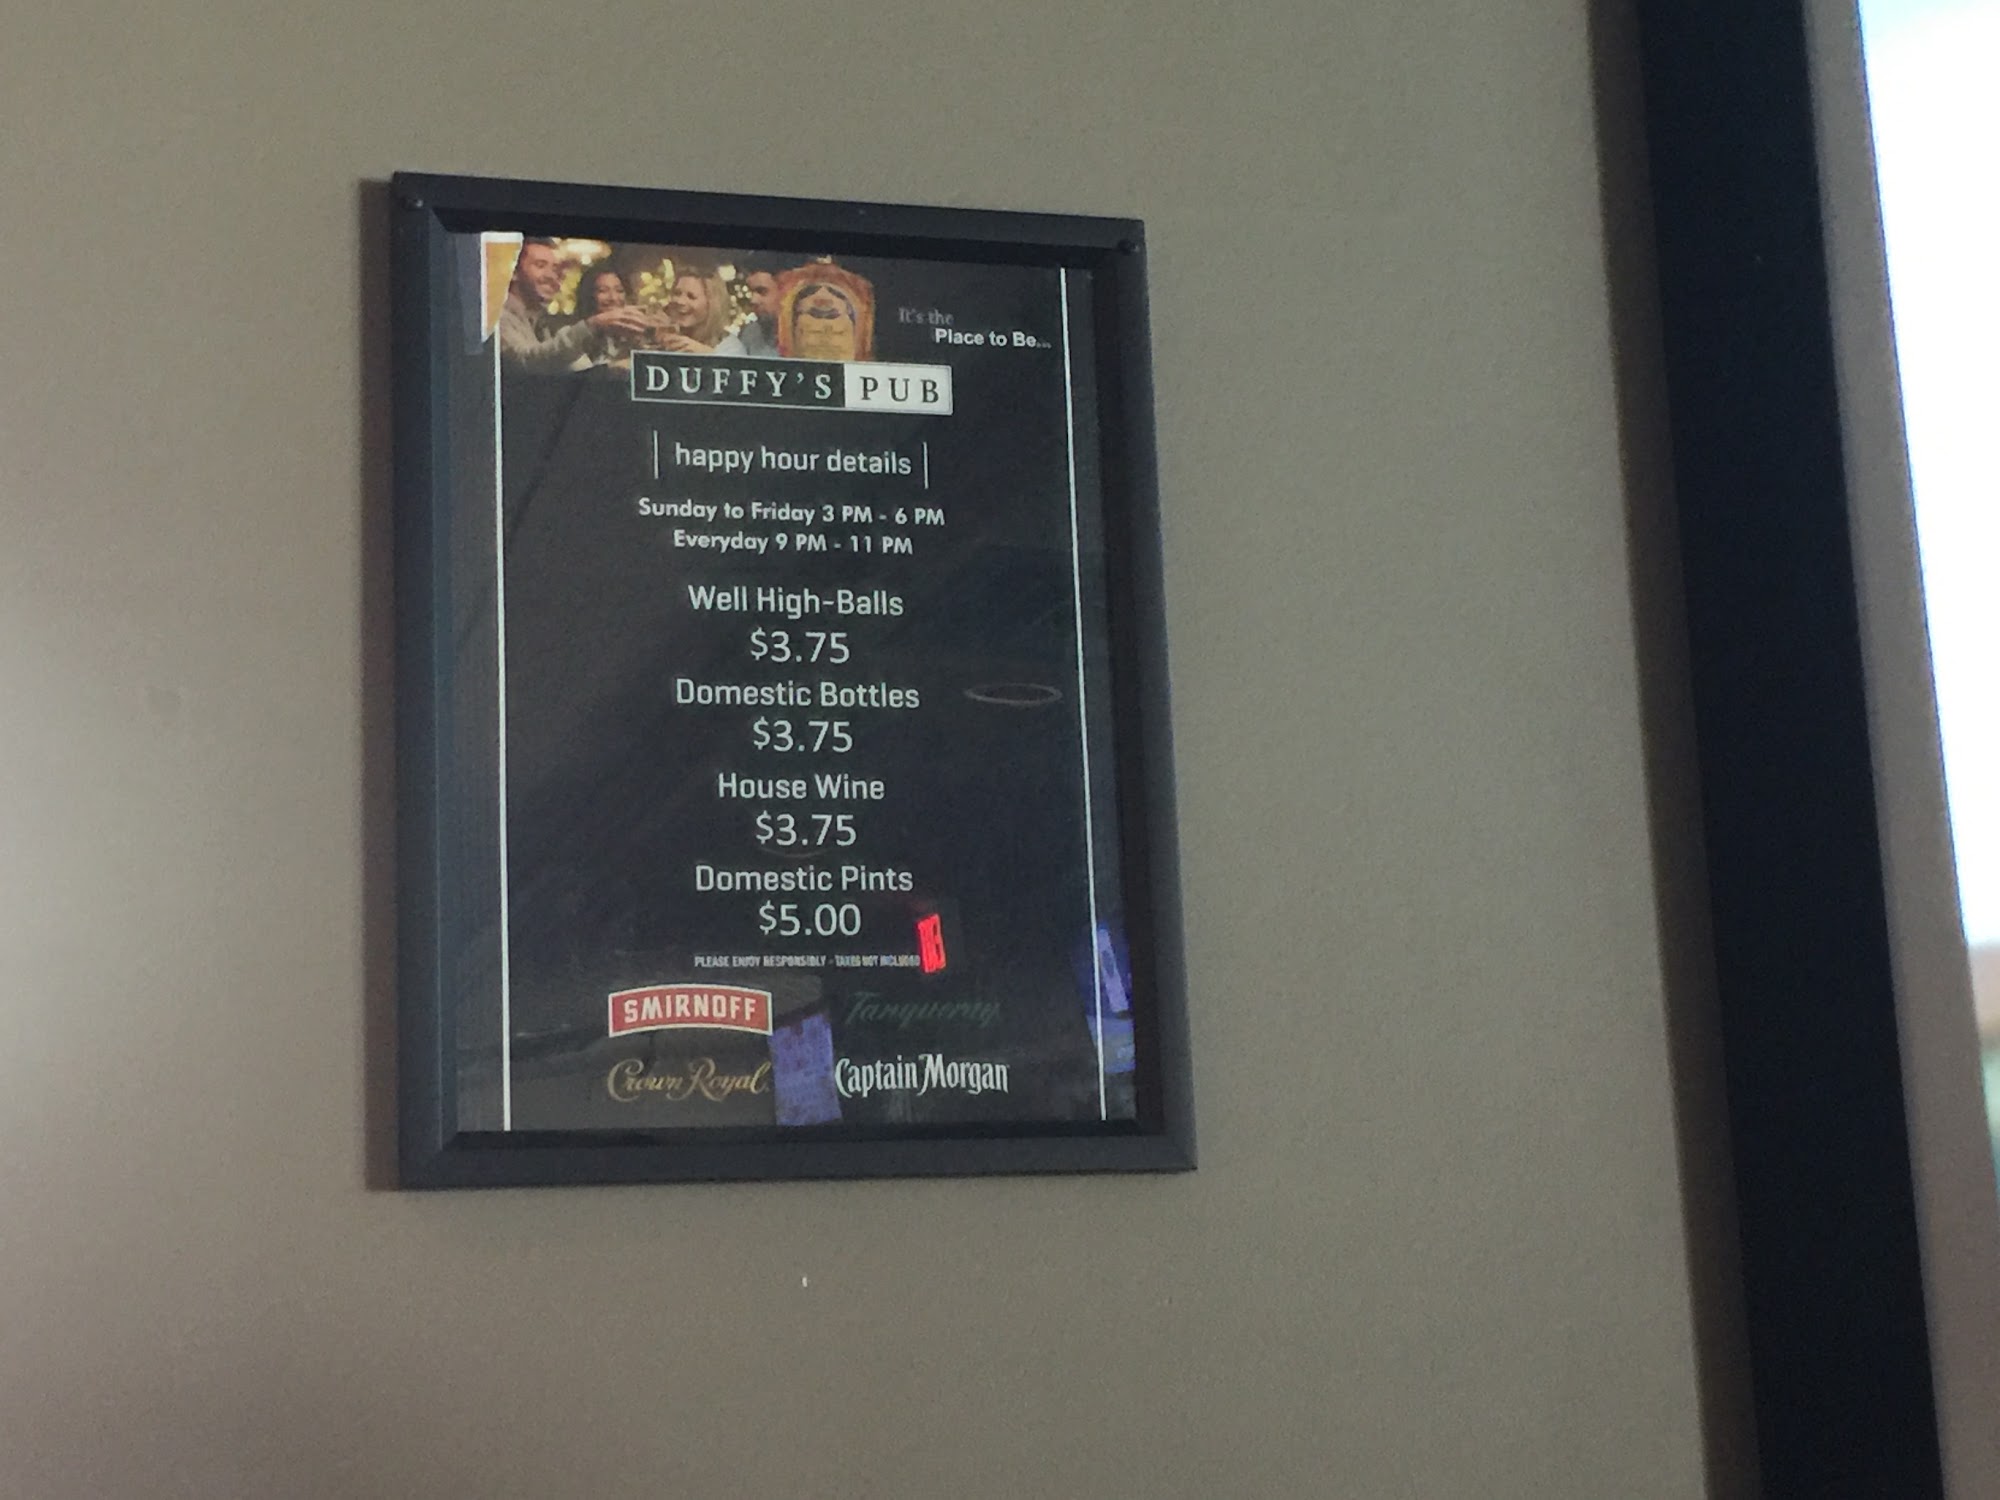 It's the
Place to Be...
DUFFY'S PUB
happy hour details
Sunday to Friday 3 PM - 6 PM
Everyday 9 PM - 11 PM
Well High-Balls
$3.75
Domestic Bottles
$3.75
House Wine
$3.75
Domestic Pints
$5.00
PLEASE ENJOY RESPONSIBLY - TAXES NOT INCLUDED
SMIRNOFF
Tanqueray
Crown Royal
Captain Morgan